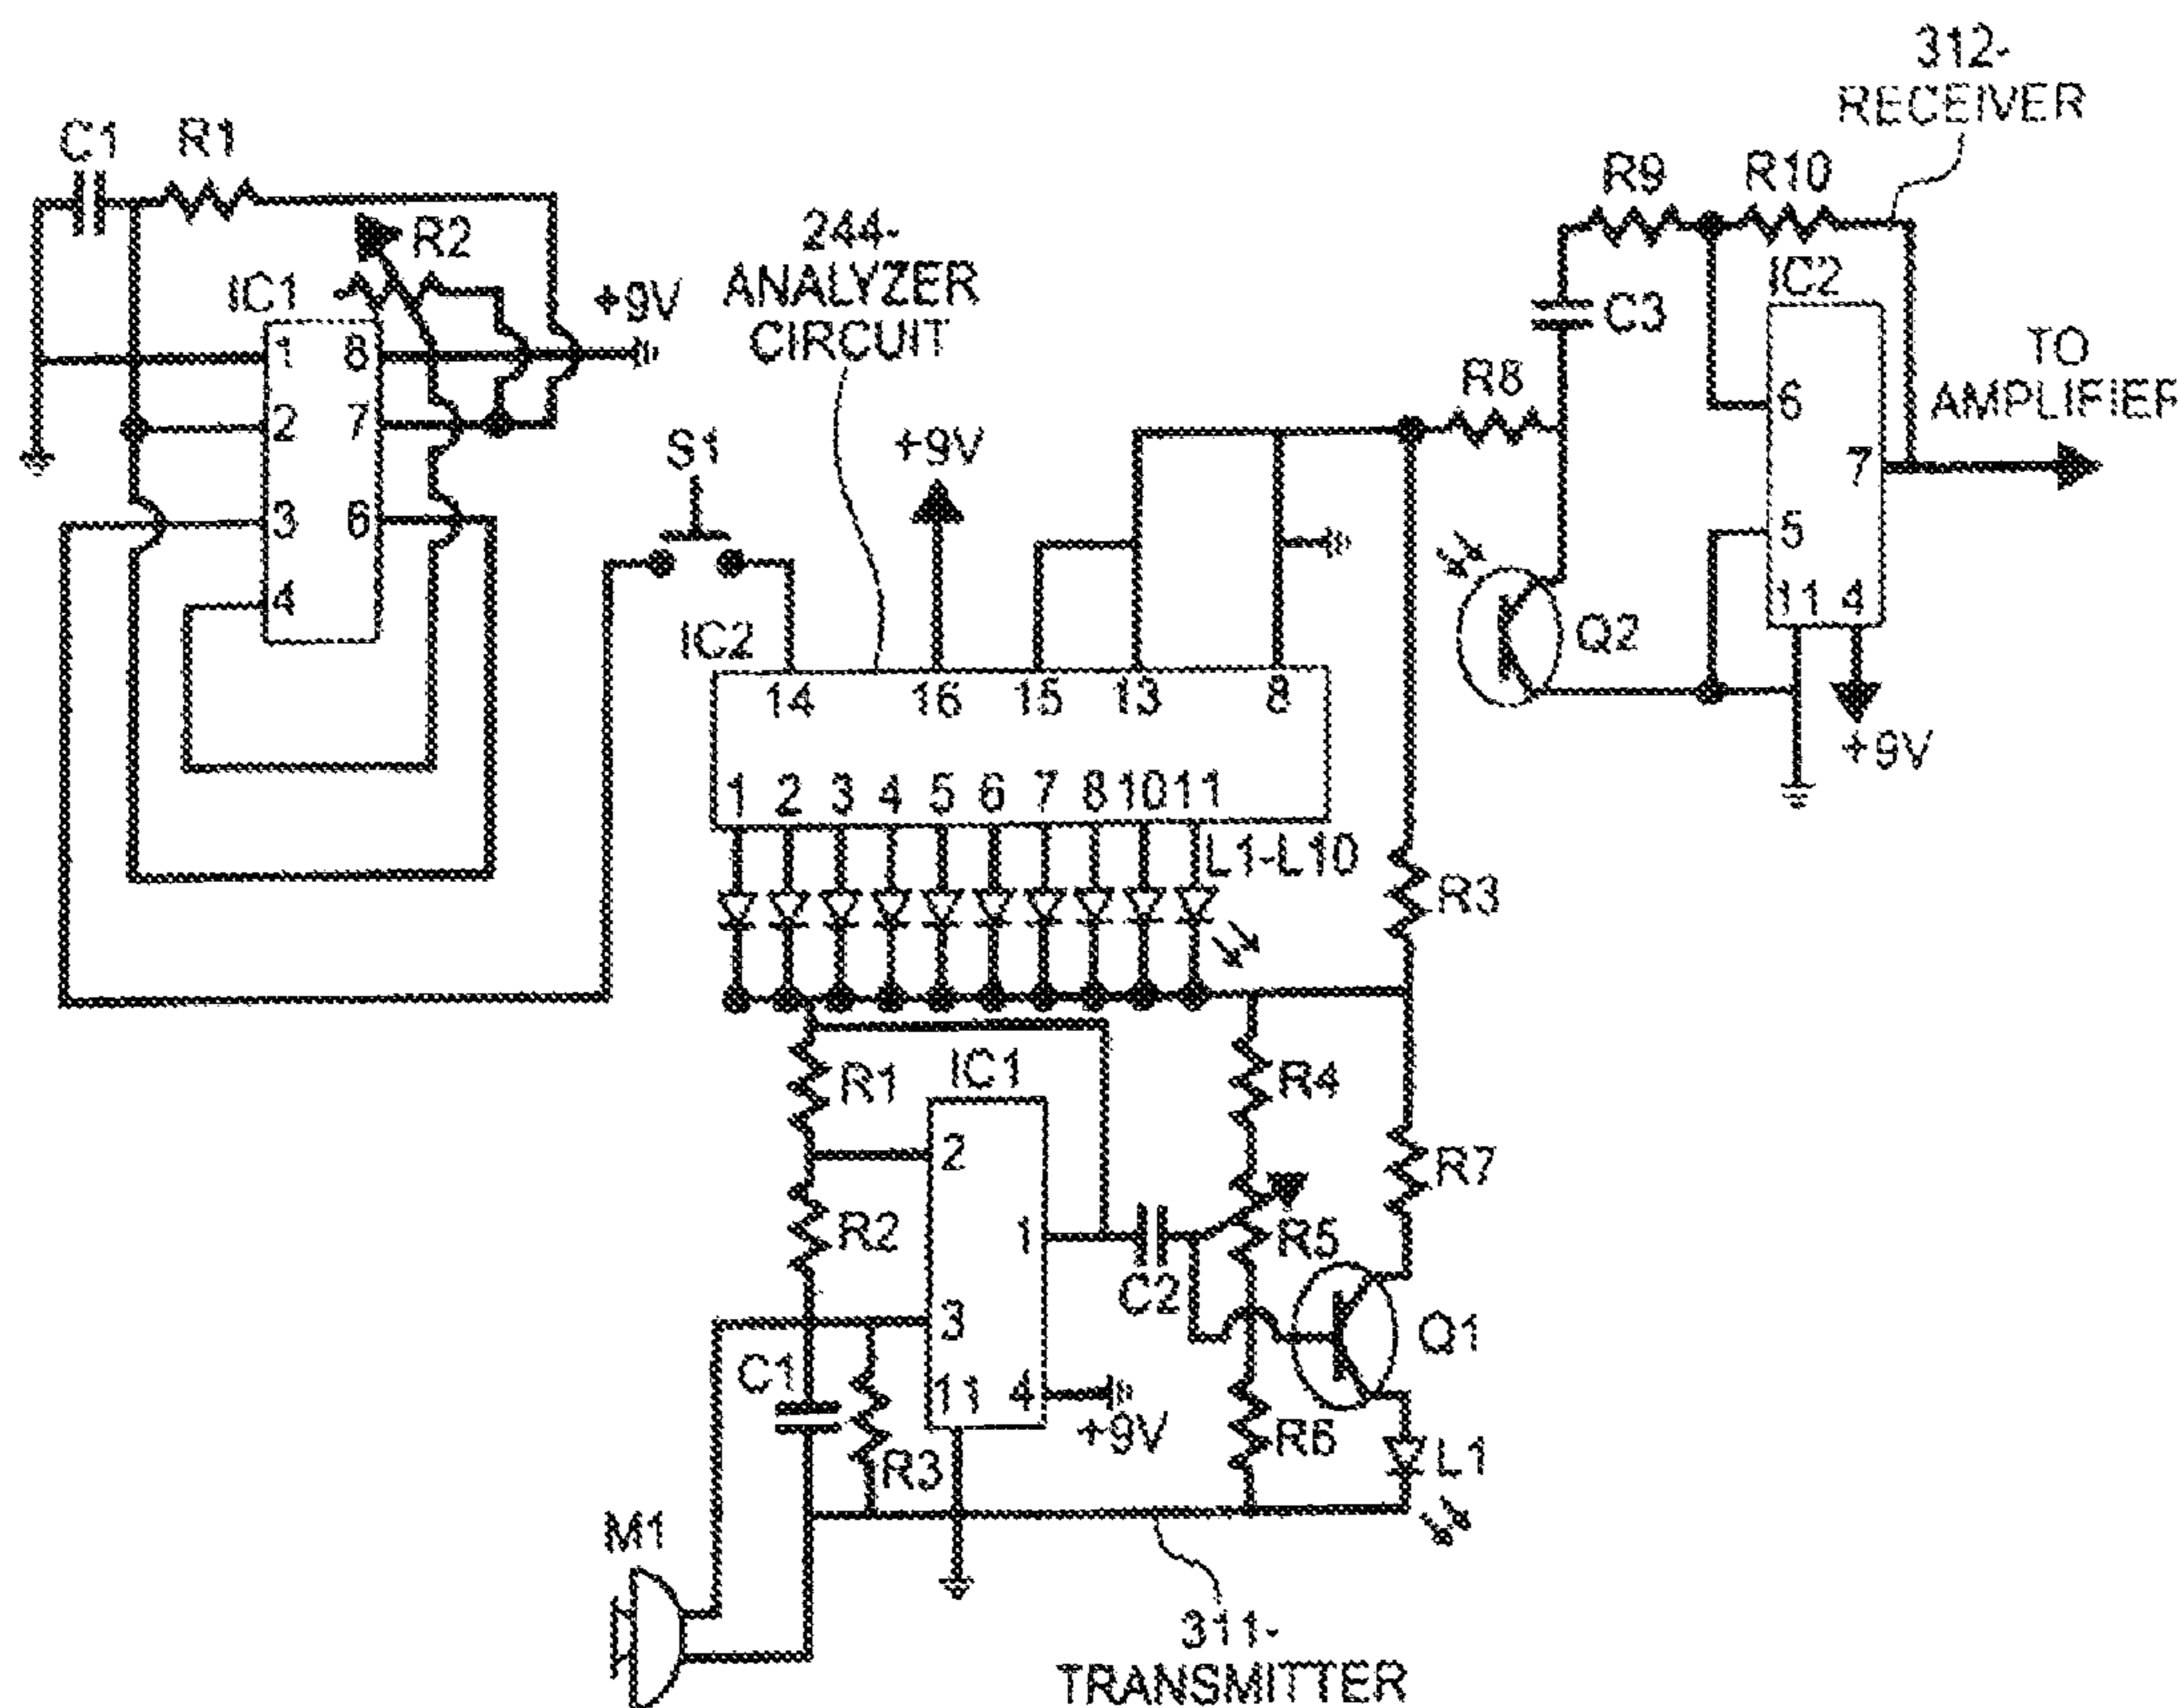 312-
RECEIVER
C1 R1
R9 R10
R2
244-
ANALYZER
CIRCUIT
IC1
+9V
IC2
C3
1 8
2 7
3 6
4
R8
TO
AMPLIFIER
6
7
5
11 4
+9V
S1
+9V
Q2
IC2
14 16 15 13 8
1 2 3 4 5 6 7 8 10 11
L1-L10
R3
R1
IC1
R4
2
R7
R2
1
R5
C2
3
Q1
C1
11 4
+9V
R6
R3
L1
M1
311-
TRANSMITTER